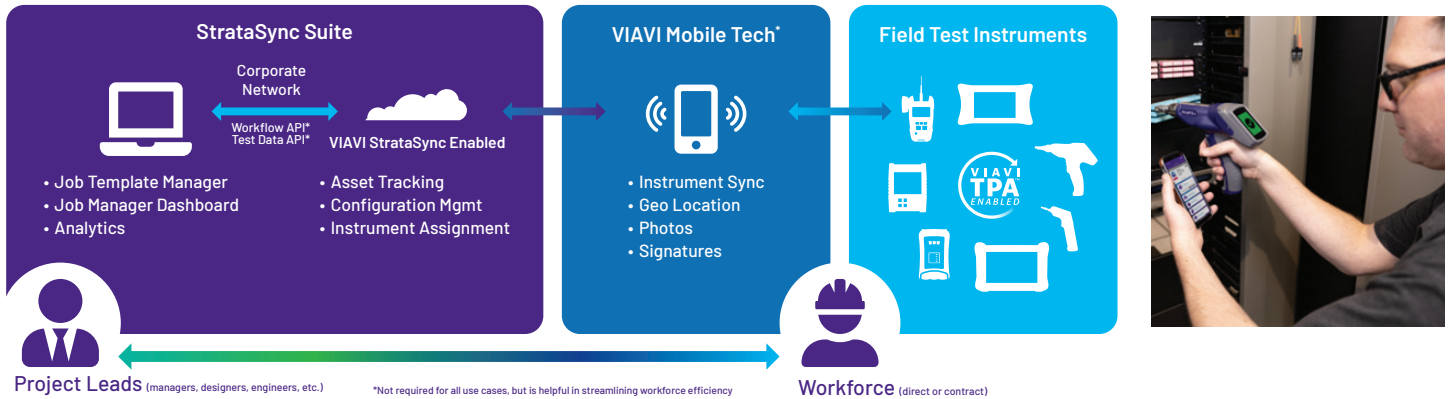 StrataSync Suite
Corporate
Network
Workflow API*
Test Data API*
VIAVI StrataSync Enabled
• Job Template Manager
• Job Manager Dashboard
• Analytics
• Asset Tracking
• Configuration Mgmt
• Instrument Assignment
VIAVI Mobile Tech*
• Instrument Sync
• Geo Location
• Photos
• Signatures
Field Test Instruments
VIAVI
TPA
ENABLED
Project Leads (managers, designers, engineers, etc.)
*Not required for all use cases, but is helpful in streamlining workforce efficiency
Workforce (direct or contract)